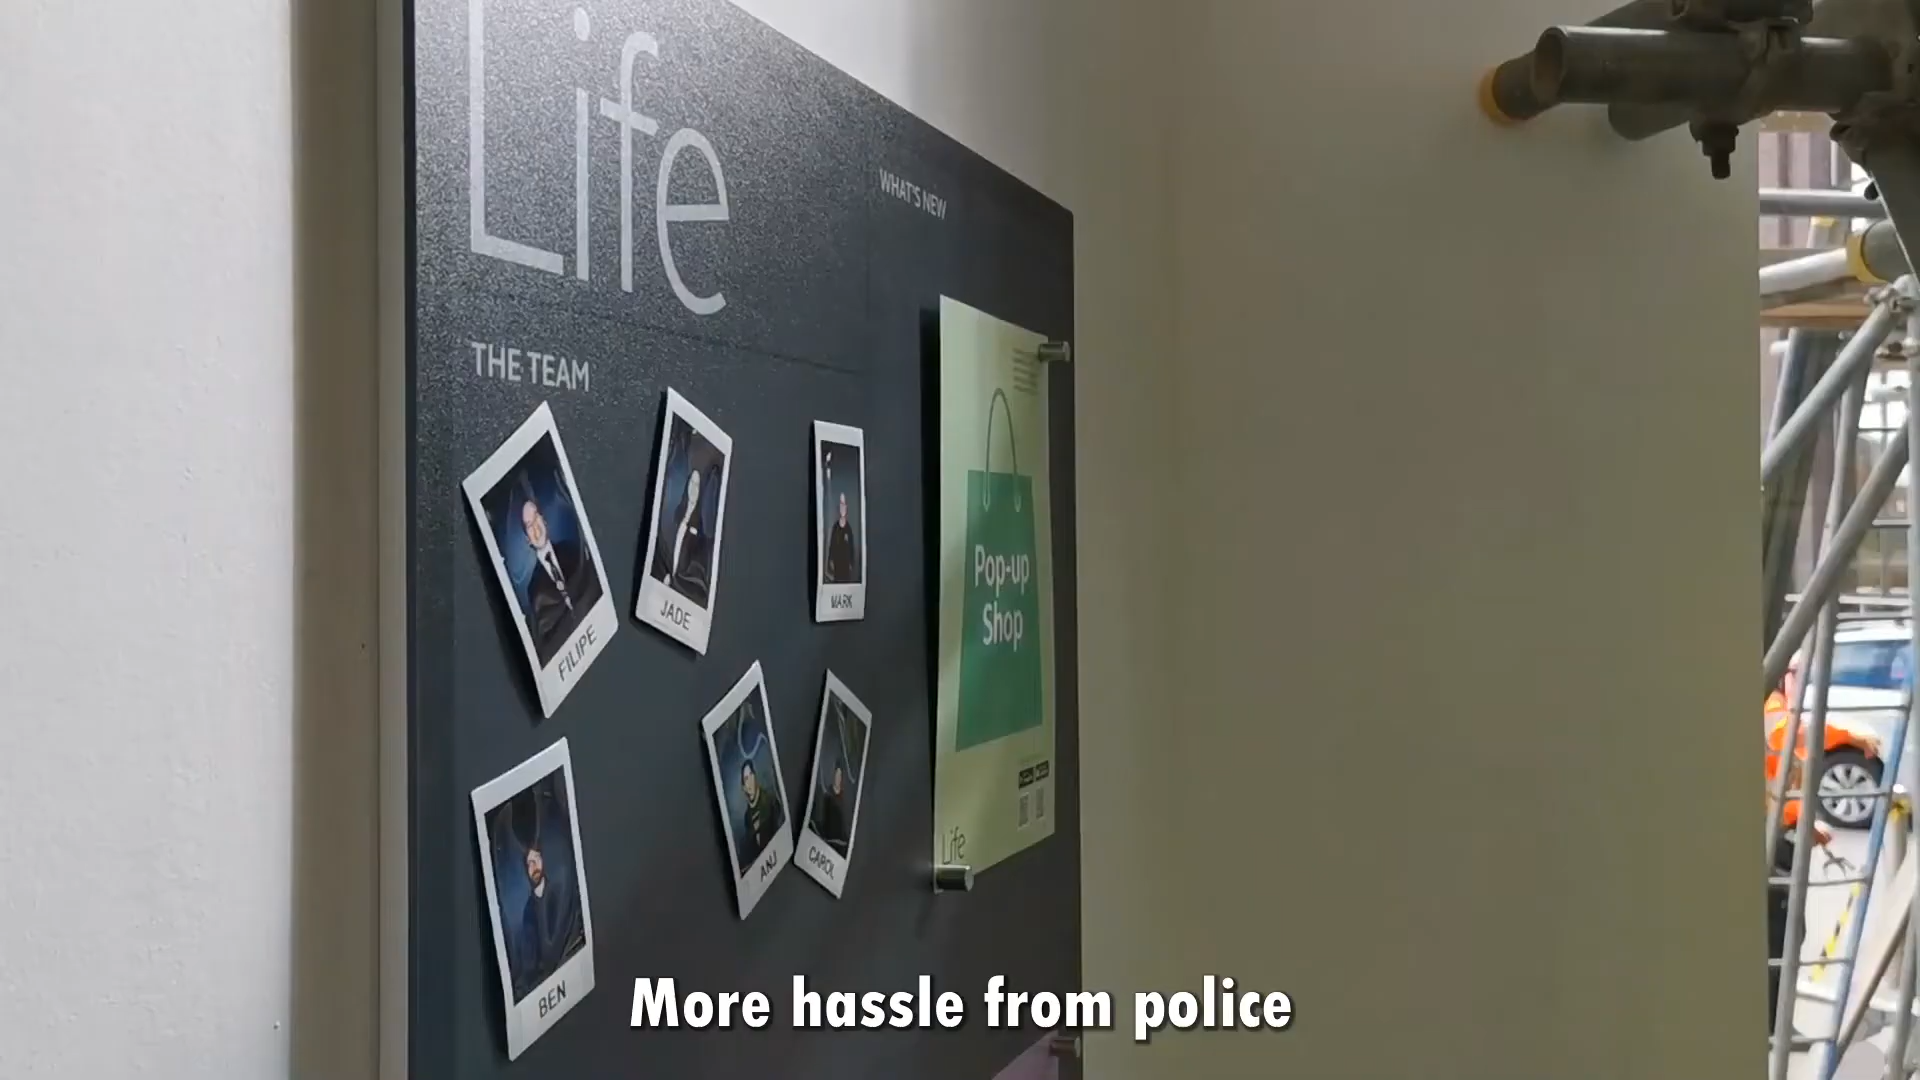 Life
WHAT'S NEW
THE TEAM
FILIPE
JADE
MARK
Pop-up
Shop
BEN
ANJ
CAROL
Life
More hassle from police